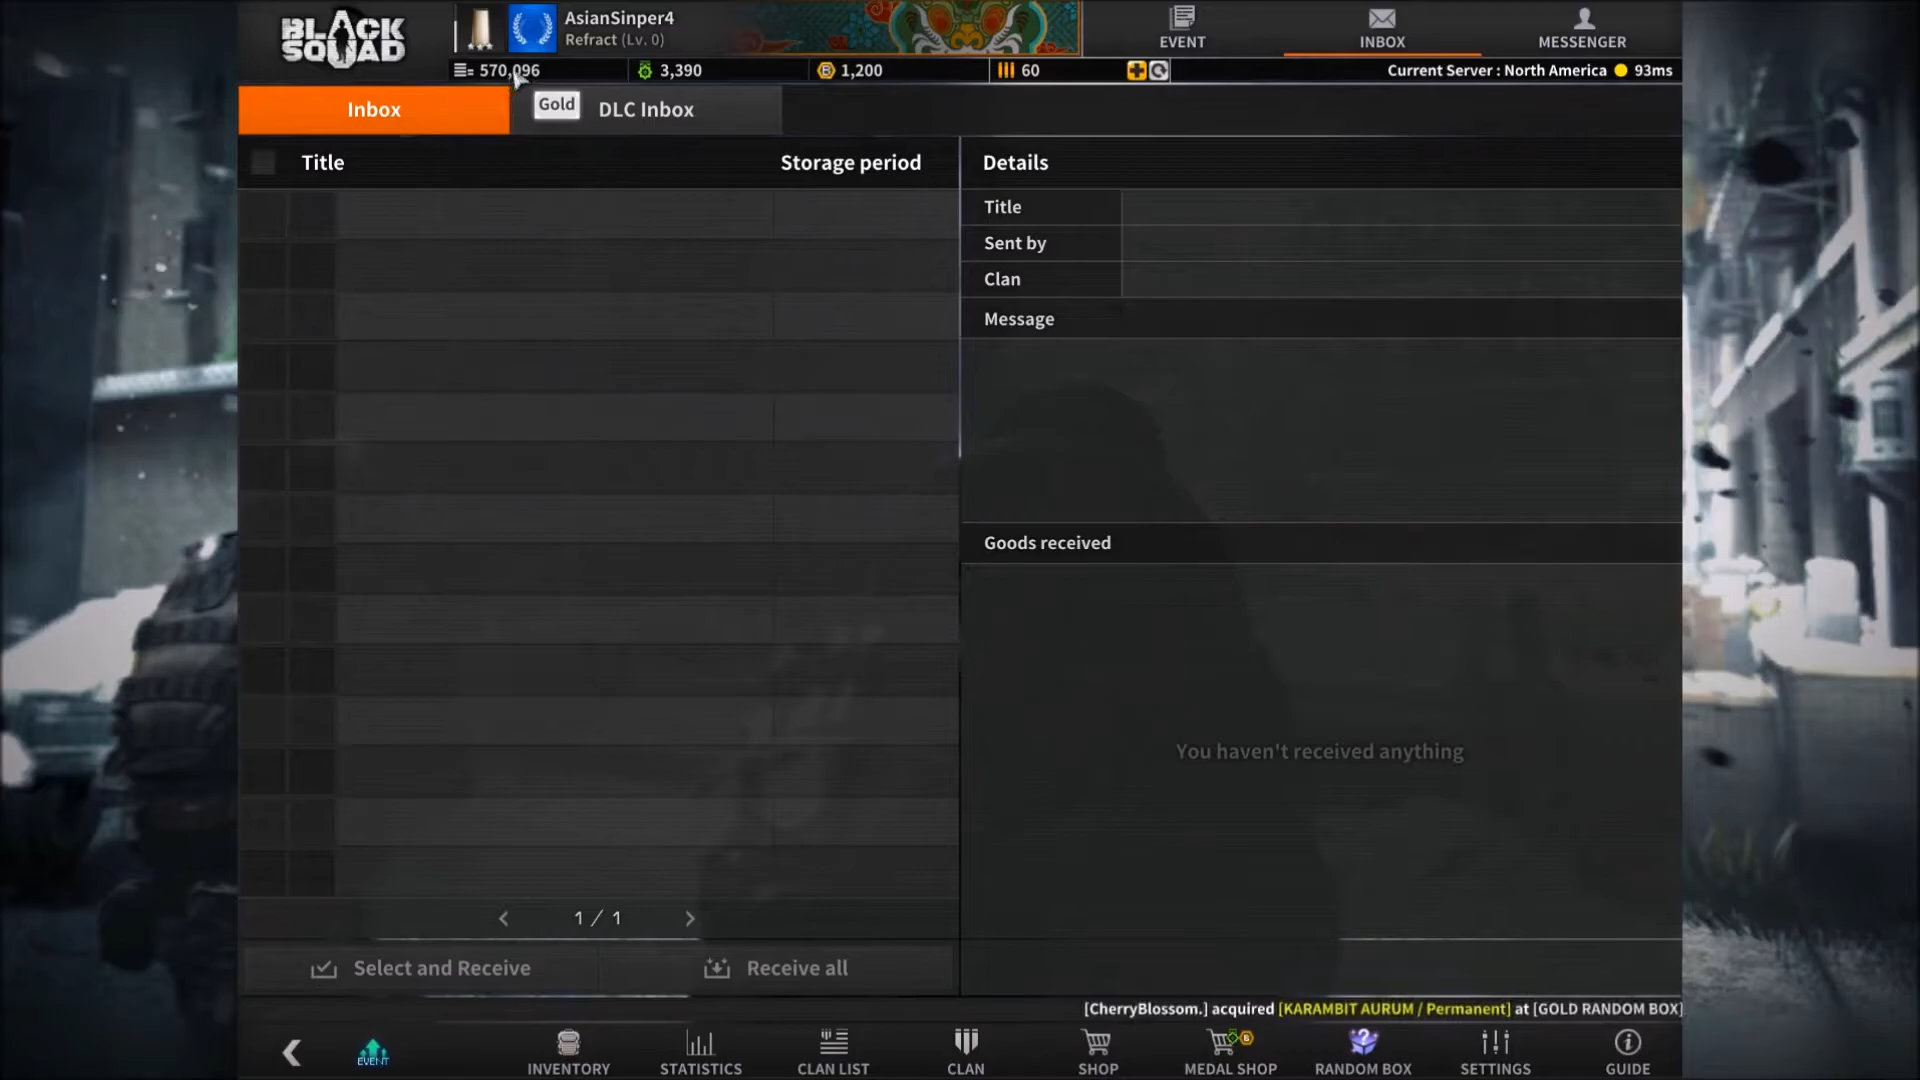 BLACK SQUAD
AsianSinper4
Refract (Lv. 0)
EVENT
INBOX
MESSENGER
570,096
3,390
1,200
60
Current Server : North America 93ms
Inbox
Gold
DLC Inbox
Title
Storage period
Details
Title
Sent by
Clan
Message
Goods received
You haven't received anything
< 1 / 1 >
Select and Receive
Receive all
[CherryBlossom.] acquired [KARAMBIT AURUM / Permanent] at [GOLD RANDOM BOX]
EVENT
INVENTORY
STATISTICS
CLAN LIST
CLAN
SHOP
MEDAL SHOP
RANDOM BOX
SETTINGS
GUIDE